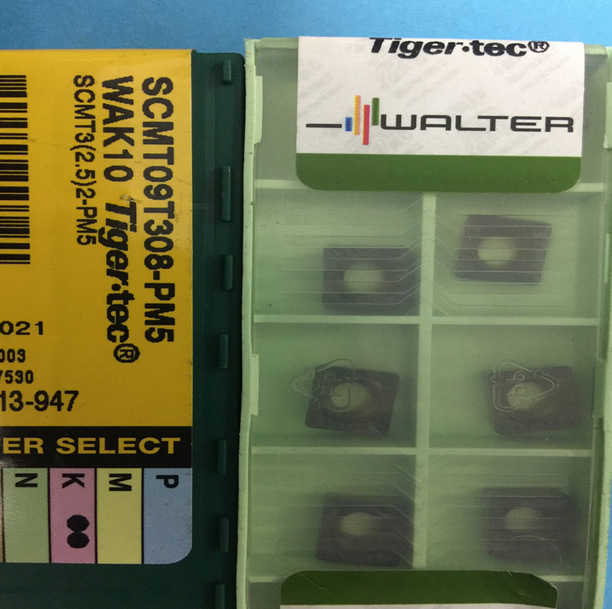 SCMT09T308-PM5
WAK10 Tiger·tec®
SCMT3(2.5)2-PM5
021
003
7530
13-947
ER SELECT
N K M P
Tiger·tec®
WALTER